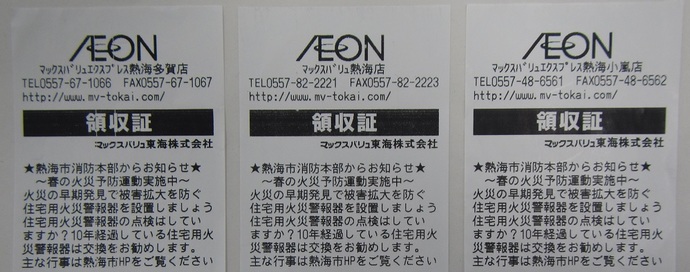 ÆON
マックスバリュエクスプレス熱海多賀店
TEL0557-67-1066 FAX0557-67-1067
http://www.mv-tokai.com/
領収証
マックスバリュ東海株式会社
★熱海市消防本部からお知らせ★
～春の火災予防運動実施中～
火災の早期発見で被害拡大を防ぐ
住宅用火災警報器を設置しましょう
住宅用火災警報器の点検はしてい
ますか？10年経過している住宅用火
災警報器は交換をお勧めします。
主な行事は熱海市HPをご覧ください
ÆON
マックスバリュ熱海店
TEL0557-82-2221 FAX0557-82-2223
http://www.mv-tokai.com/
領収証
マックスバリュ東海株式会社
★熱海市消防本部からお知らせ★
～春の火災予防運動実施中～
火災の早期発見で被害拡大を防ぐ
住宅用火災警報器を設置しましょう
住宅用火災警報器の点検はしてい
ますか？10年経過している住宅用火
災警報器は交換をお勧めします。
主な行事は熱海市HPをご覧ください
ÆON
マックスバリュエクスプレス熱海小嵐店
TEL0557-48-6561 FAX0557-48-6562
http://www.mv-tokai.com/
領収証
マックスバリュ東海株式会社
★熱海市消防本部からお知らせ★
～春の火災予防運動実施中～
火災の早期発見で被害拡大を防ぐ
住宅用火災警報器を設置しましょう
住宅用火災警報器の点検はしてい
ますか？10年経過している住宅用火
災警報器は交換をお勧めします。
主な行事は熱海市HPをご覧ください